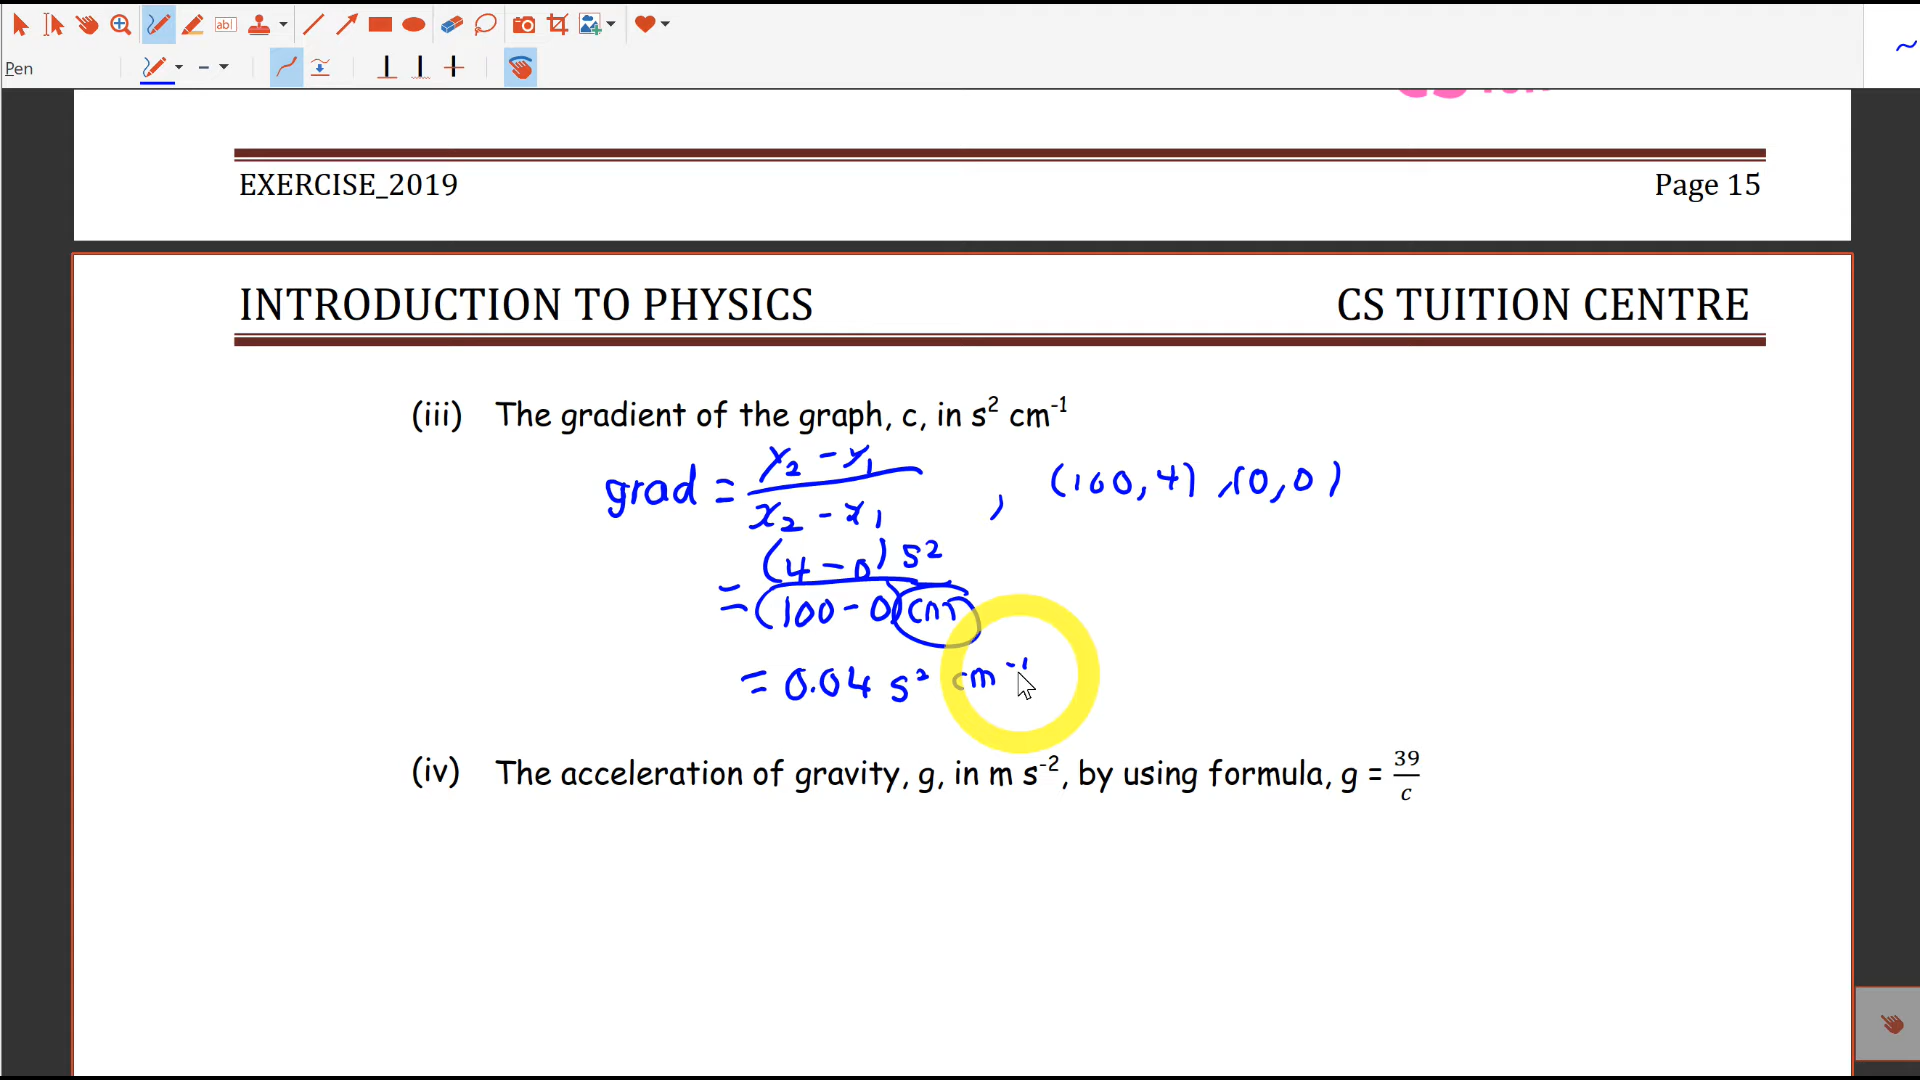 abI
Pen
EXERCISE_2019 Page 15
INTRODUCTION TO PHYSICS CS TUITION CENTRE
(iii) The gradient of the graph, c, in s² cm⁻¹
grad = y₂ - y₁ / x₂ - x₁ , (100,4) , (0,0)
= (4 - 0) s² / (100 - 0) cm
= 0.04 s² cm⁻¹
(iv) The acceleration of gravity, g, in m s⁻², by using formula, g = 39/c